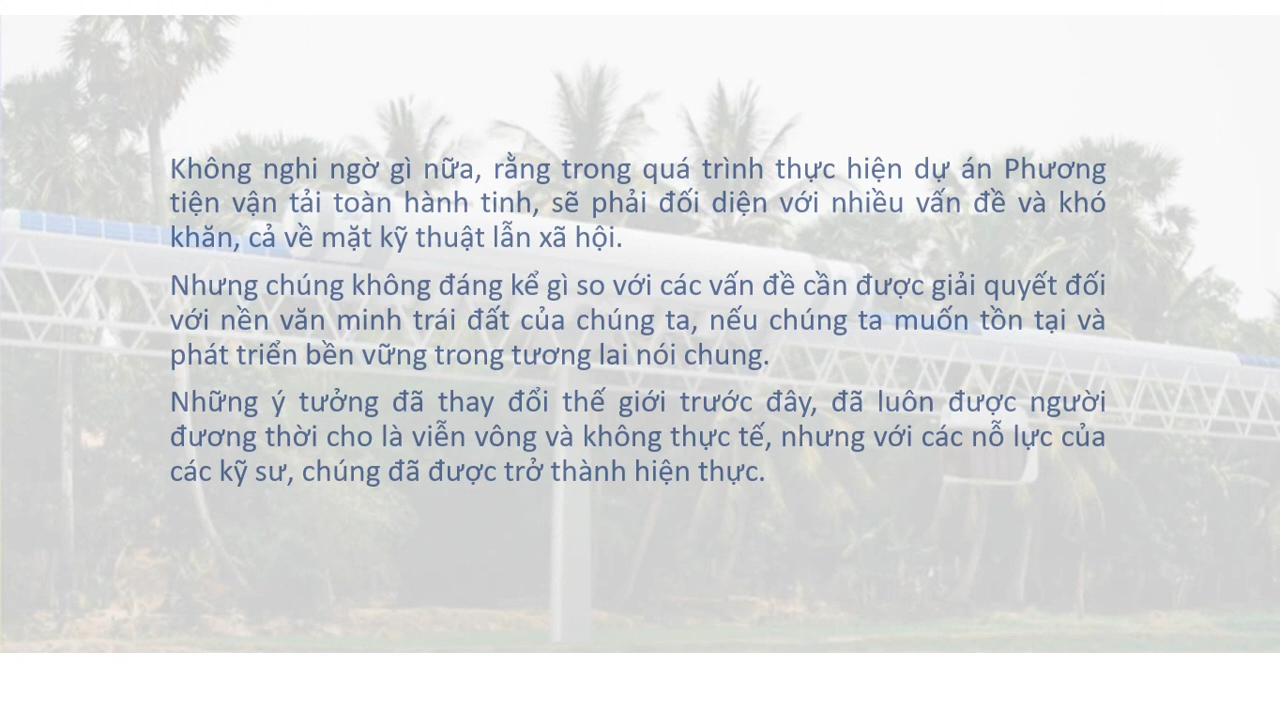 Không nghi ngờ gì nữa, rằng trong quá trình thực hiện dự án Phương
tiện vận tải toàn hành tinh, sẽ phải đối diện với nhiều vấn đề và khó
khăn, cả về mặt kỹ thuật lẫn xã hội.
Nhưng chúng không đáng kể gì so với các vấn đề cần được giải quyết đối
với nền văn minh trái đất của chúng ta, nếu chúng ta muốn tồn tại và
phát triển bền vững trong tương lai nói chung.
Những ý tưởng đã thay đổi thế giới trước đây, đã luôn được người
đương thời cho là viễn vông và không thực tế, nhưng với các nỗ lực của
các kỹ sư, chúng đã được trở thành hiện thực.